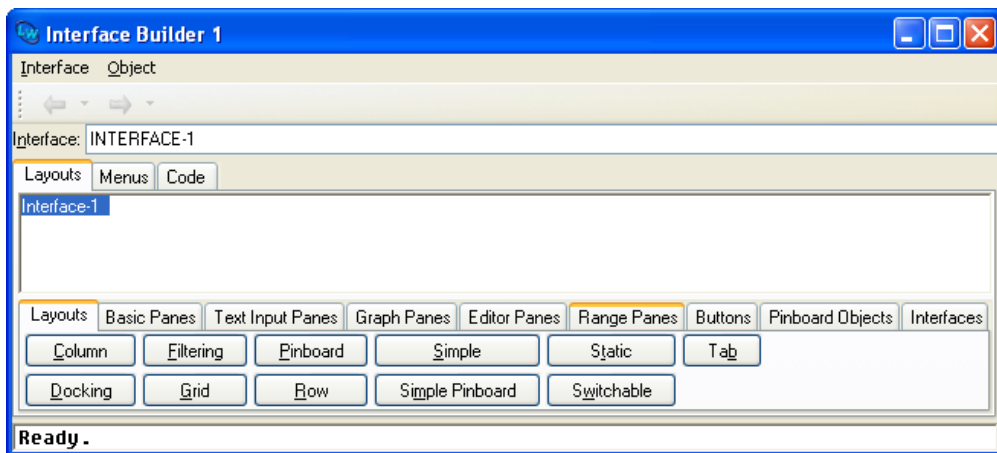 Interface Builder 1
Interface Object
Interface: INTERFACE-1
Layouts Menus Code
Interface-1
Layouts Basic Panes Text Input Panes Graph Panes Editor Panes Range Panes Buttons Pinboard Objects Interfaces
Column Filtering Pinboard Simple Static Tab
Docking Grid Row Simple Pinboard Switchable
Ready.